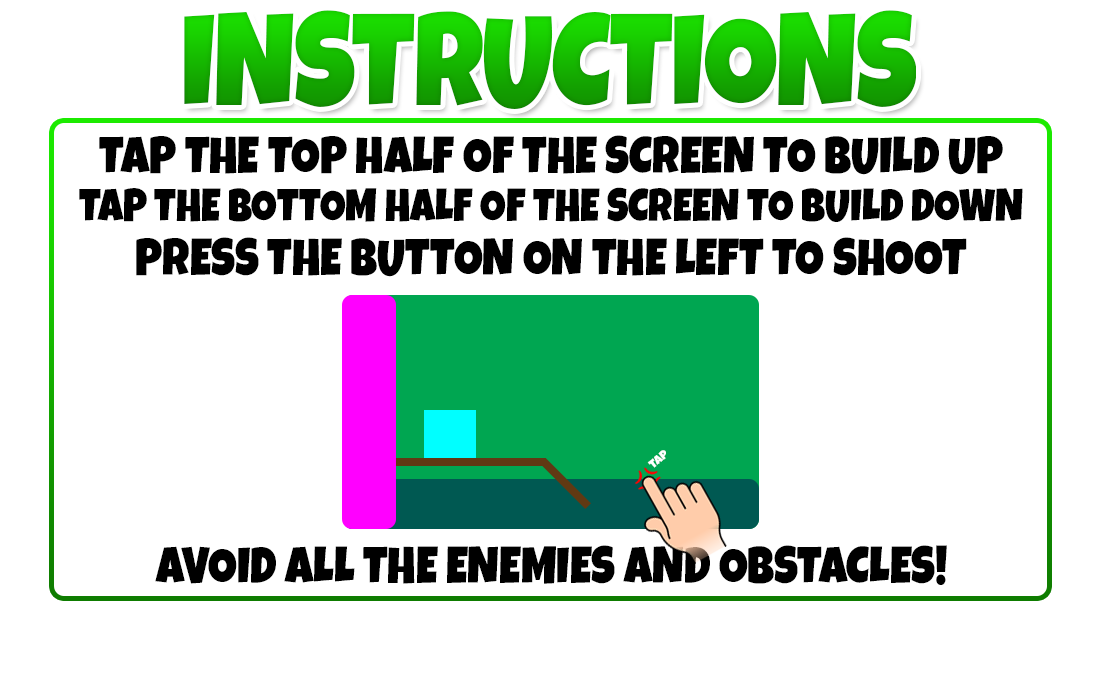 INSTRUCTIONS
TAP THE TOP HALF OF THE SCREEN TO BUILD UP
TAP THE BOTTOM HALF OF THE SCREEN TO BUILD DOWN
PRESS THE BUTTON ON THE LEFT TO SHOOT
TAP
AVOID ALL THE ENEMIES AND OBSTACLES!